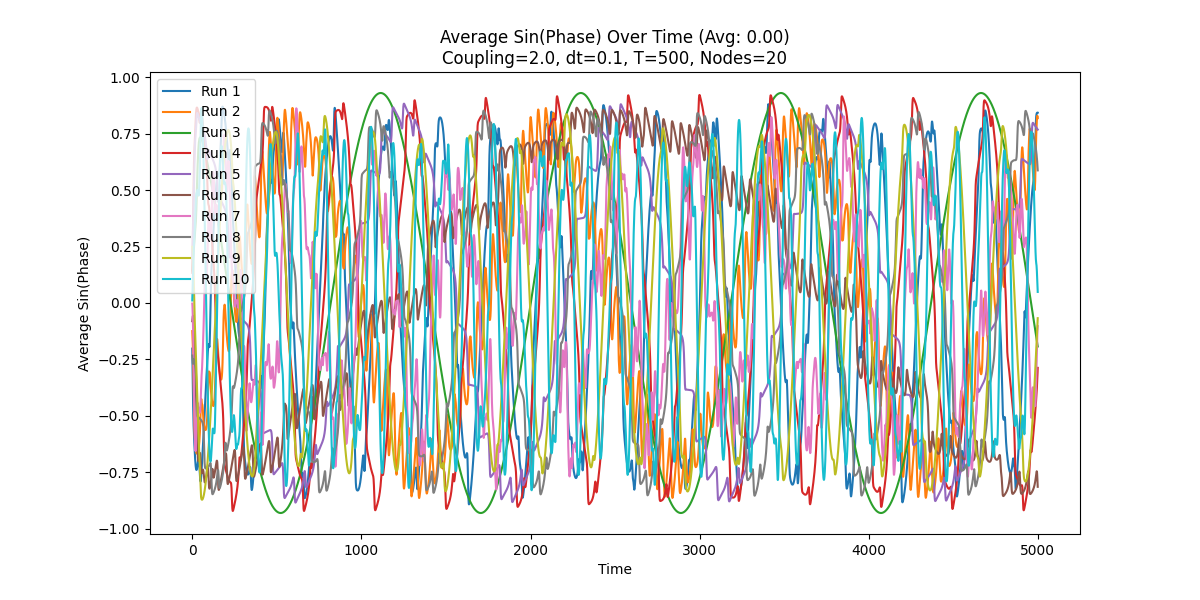 Average Sin(Phase) Over Time (Avg: 0.00)
Coupling=2.0, dt=0.1, T=500, Nodes=20
Average Sin(Phase)
1.00
0.75
0.50
0.25
0.00
−0.25
−0.50
−0.75
−1.00
Run 1
Run 2
Run 3
Run 4
Run 5
Run 6
Run 7
Run 8
Run 9
Run 10
0
1000
2000
3000
4000
5000
Time